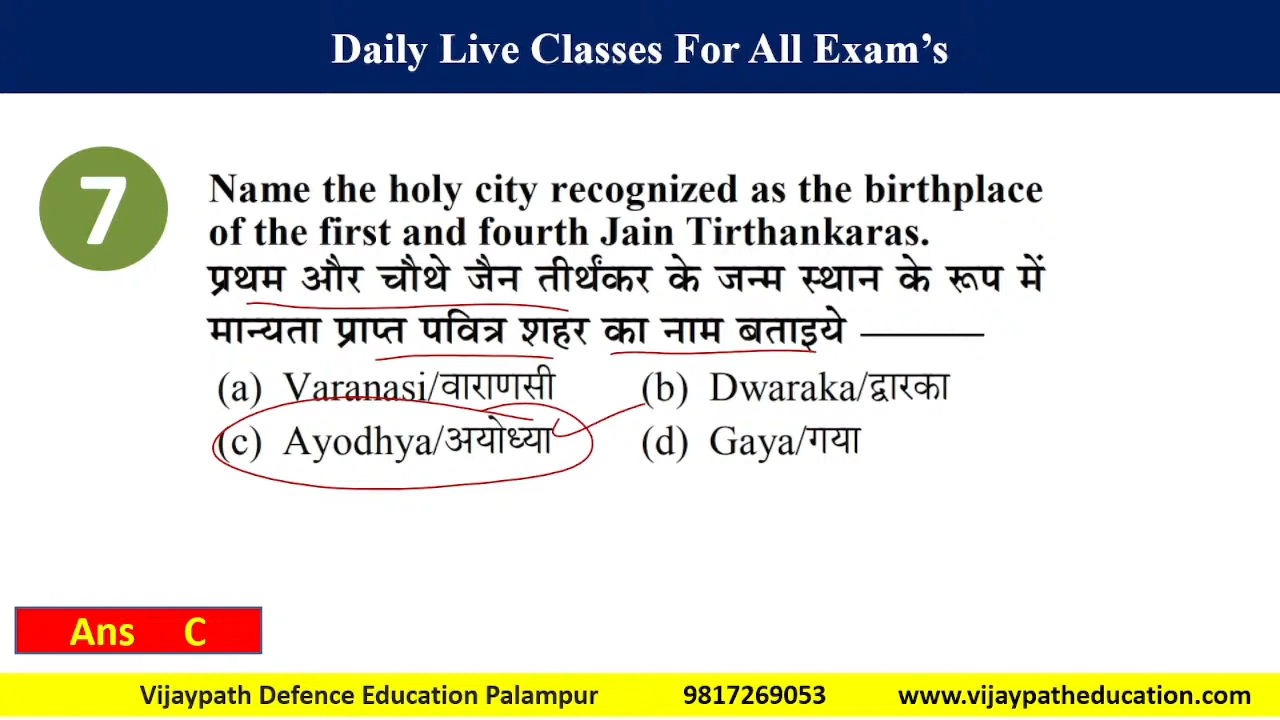 Daily Live Classes For All Exam’s
7
Name the holy city recognized as the birthplace
of the first and fourth Jain Tirthankaras.
प्रथम और चौथे जैन तीर्थंकर के जन्म स्थान के रूप में
मान्यता प्राप्त पवित्र शहर का नाम बताइये ————
(a) Varanasi/वाराणसी (b) Dwaraka/द्वारका
(c) Ayodhya/अयोध्या (d) Gaya/गया
Ans C
Vijaypath Defence Education Palampur 9817269053 www.vijaypatheducation.com